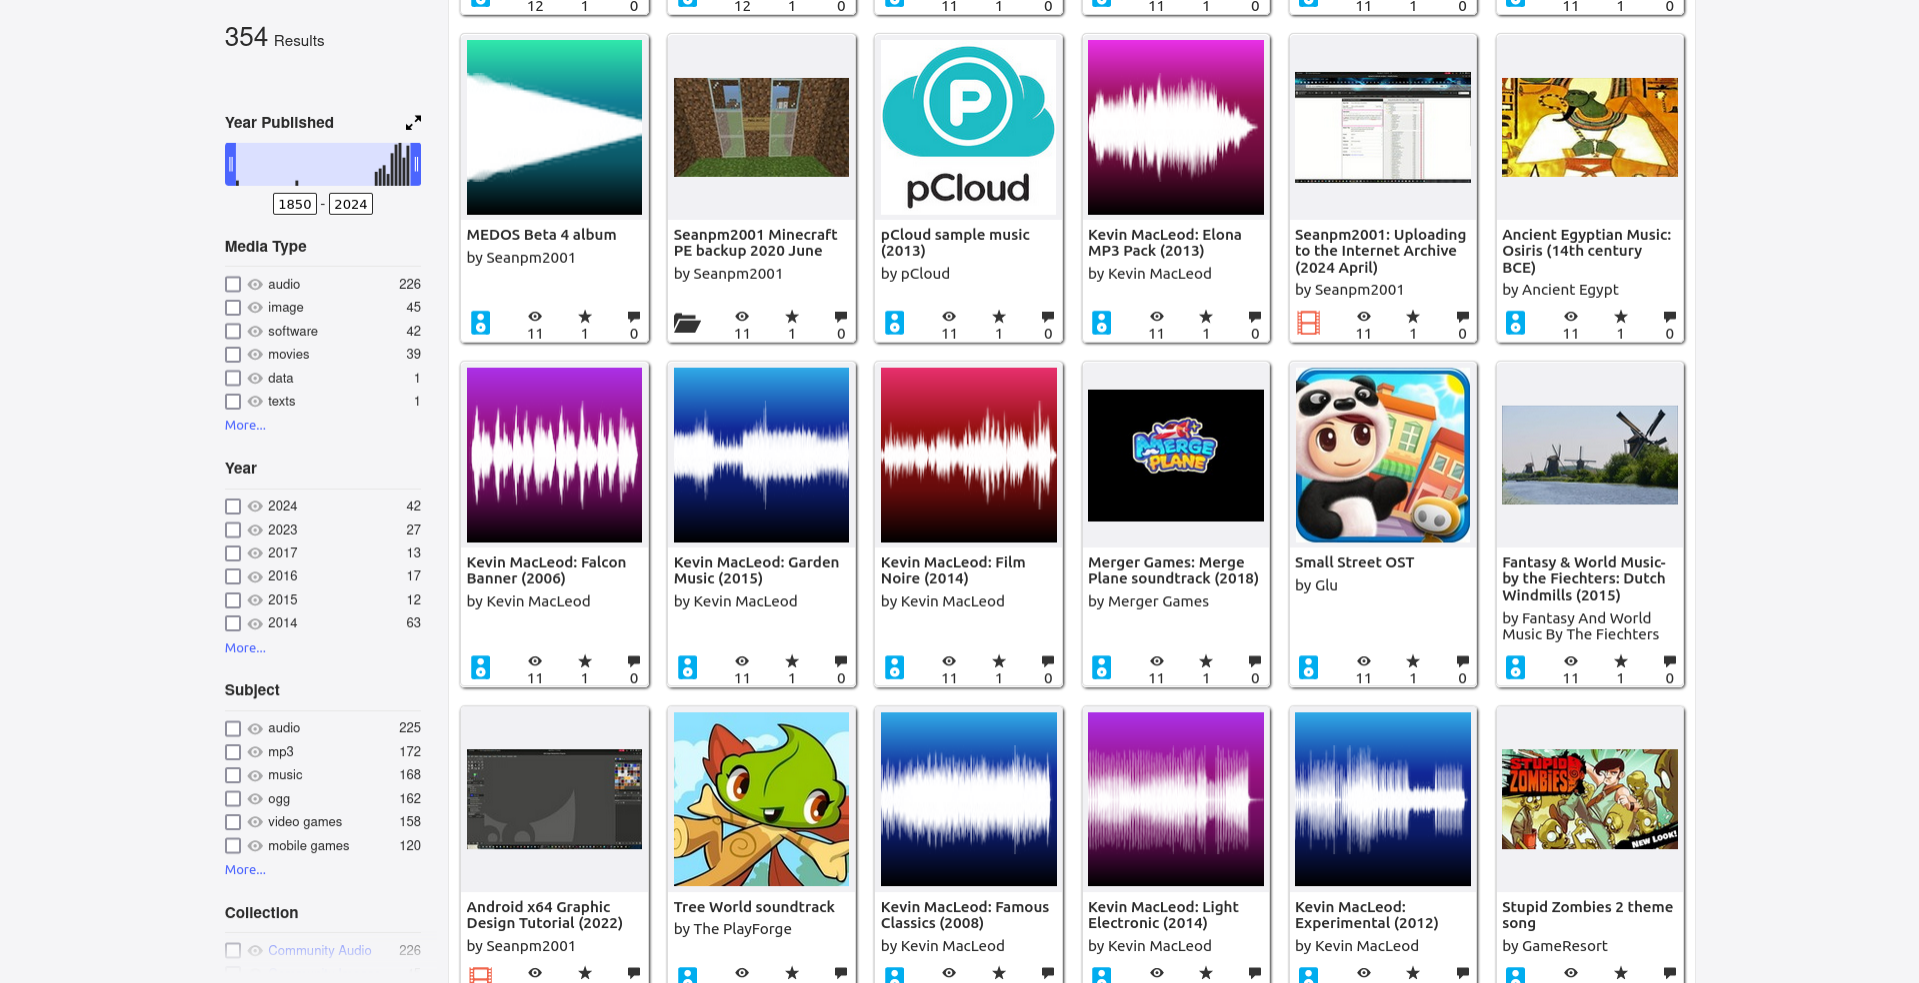 12 1 0
12 1 0
11 1 0
11 1 0
11 1 0
11 1 0
354 Results
Year Published
1850 - 2024
Media Type
audio 226
image 45
software 42
movies 39
data 1
texts 1
More...
Year
2024 42
2023 27
2017 13
2016 17
2015 12
2014 63
More...
Subject
audio 225
mp3 172
music 168
ogg 162
video games 158
mobile games 120
More...
Collection
Community Audio 226
MEDOS Beta 4 album
by Seanpm2001
11 1 0
Seanpm2001 Minecraft
PE backup 2020 June
by Seanpm2001
11 1 0
P
pCloud
pCloud sample music
(2013)
by pCloud
11 1 0
Kevin MacLeod: Elona
MP3 Pack (2013)
by Kevin MacLeod
11 1 0
Seanpm2001: Uploading
to the Internet Archive
(2024 April)
by Seanpm2001
11 1 0
Ancient Egyptian Music:
Osiris (14th century
BCE)
by Ancient Egypt
11 1 0
Kevin MacLeod: Falcon
Banner (2006)
by Kevin MacLeod
11 1 0
Kevin MacLeod: Garden
Music (2015)
by Kevin MacLeod
11 1 0
Kevin MacLeod: Film
Noire (2014)
by Kevin MacLeod
11 1 0
MERGE
PLANE
Merger Games: Merge
Plane soundtrack (2018)
by Merger Games
11 1 0
Small Street OST
by Glu
11 1 0
Fantasy & World Music-
by the Fiechters: Dutch
Windmills (2015)
by Fantasy And World
Music By The Fiechters
11 1 0
Android x64 Graphic
Design Tutorial (2022)
by Seanpm2001
Tree World soundtrack
by The PlayForge
Kevin MacLeod: Famous
Classics (2008)
by Kevin MacLeod
Kevin MacLeod: Light
Electronic (2014)
by Kevin MacLeod
Kevin MacLeod:
Experimental (2012)
by Kevin MacLeod
STUPID
ZOMBIES
NEW LOOK!
Stupid Zombies 2 theme
song
by GameResort